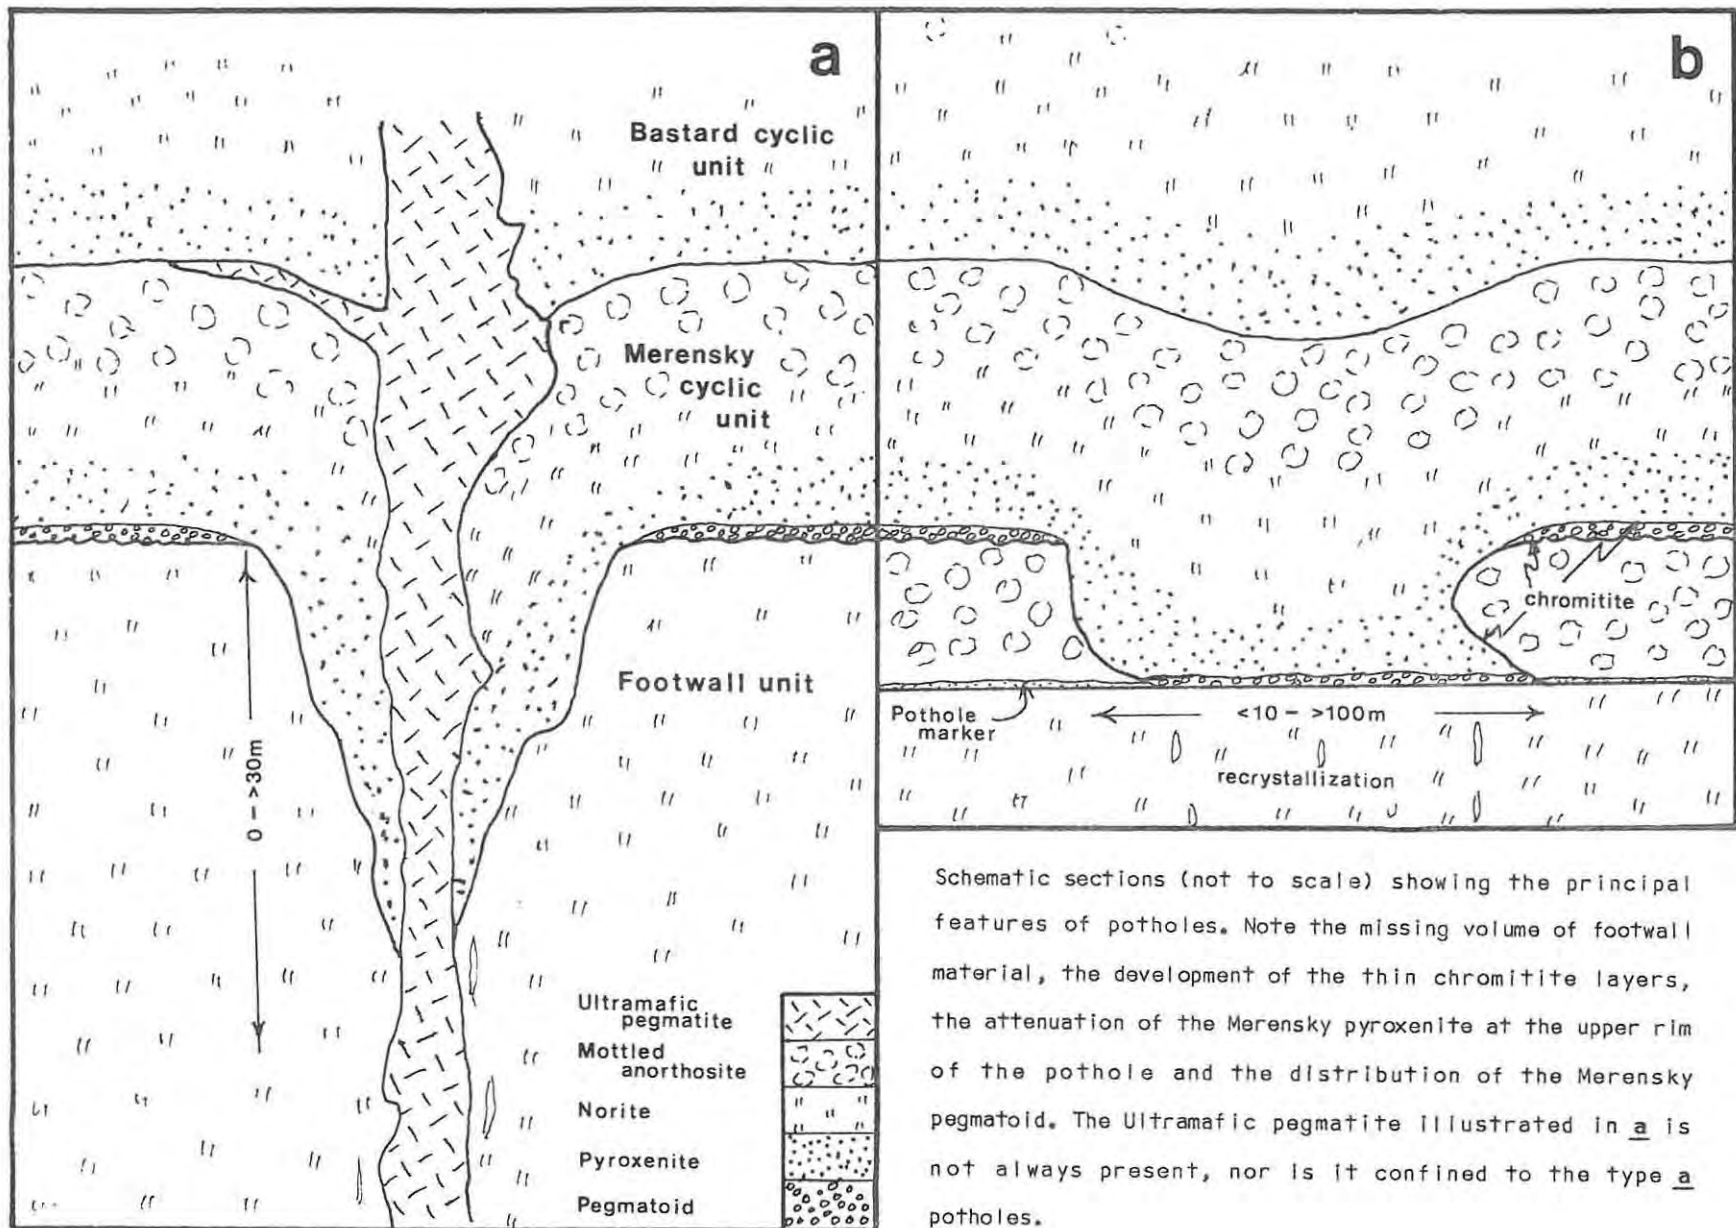 a
Bastard cyclic
unit
Merensky
cyclic
unit
Footwall unit
0 - >30m
Ultramafic
pegmatite
Mottled
anorthosite
Norite
Pyroxenite
Pegmatoid
b
chromitite
Pothole
marker
<10 - >100m
recrystallization
Schematic sections (not to scale) showing the principal
features of potholes. Note the missing volume of footwall
material, the development of the thin chromitite layers,
the attenuation of the Merensky pyroxenite at the upper rim
of the pothole and the distribution of the Merensky
pegmatoid. The Ultramafic pegmatite illustrated in a is
not always present, nor is it confined to the type a
potholes.